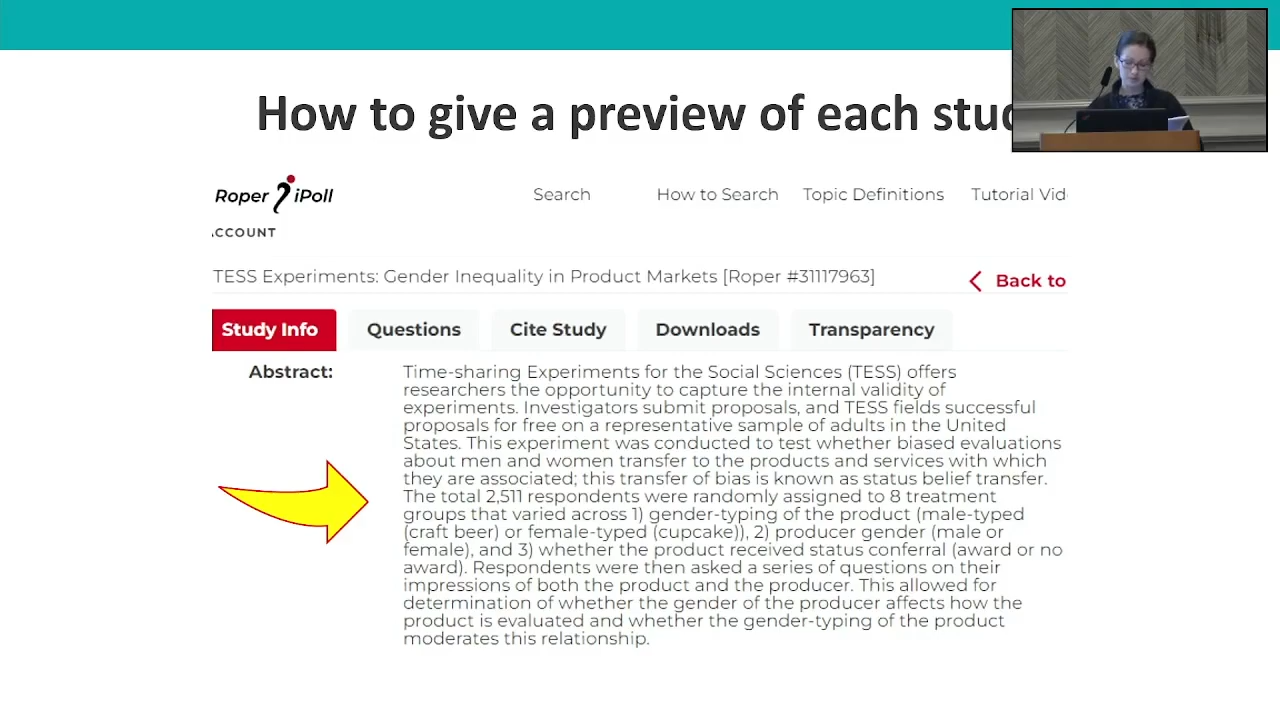 How to give a preview of each stu
Roper iPoll
Search How to Search Topic Definitions Tutorial Vid
ACCOUNT
TESS Experiments: Gender Inequality in Product Markets [Roper #31117963]
Back to
Study Info Questions Cite Study Downloads Transparency
Abstract:
Time-sharing Experiments for the Social Sciences (TESS) offers
researchers the opportunity to capture the internal validity of
experiments. Investigators submit proposals, and TESS fields successful
proposals for free on a representative sample of adults in the United
States. This experiment was conducted to test whether biased evaluations
about men and women transfer to the products and services with which
they are associated; this transfer of bias is known as status belief transfer.
The total 2,511 respondents were randomly assigned to 8 treatment
groups that varied across 1) gender-typing of the product (male-typed
(craft beer) or female-typed (cupcake)), 2) producer gender (male or
female), and 3) whether the product received status conferral (award or no
award). Respondents were then asked a series of questions on their
impressions of both the product and the producer. This allowed for
determination of whether the gender of the producer affects how the
product is evaluated and whether the gender-typing of the product
moderates this relationship.